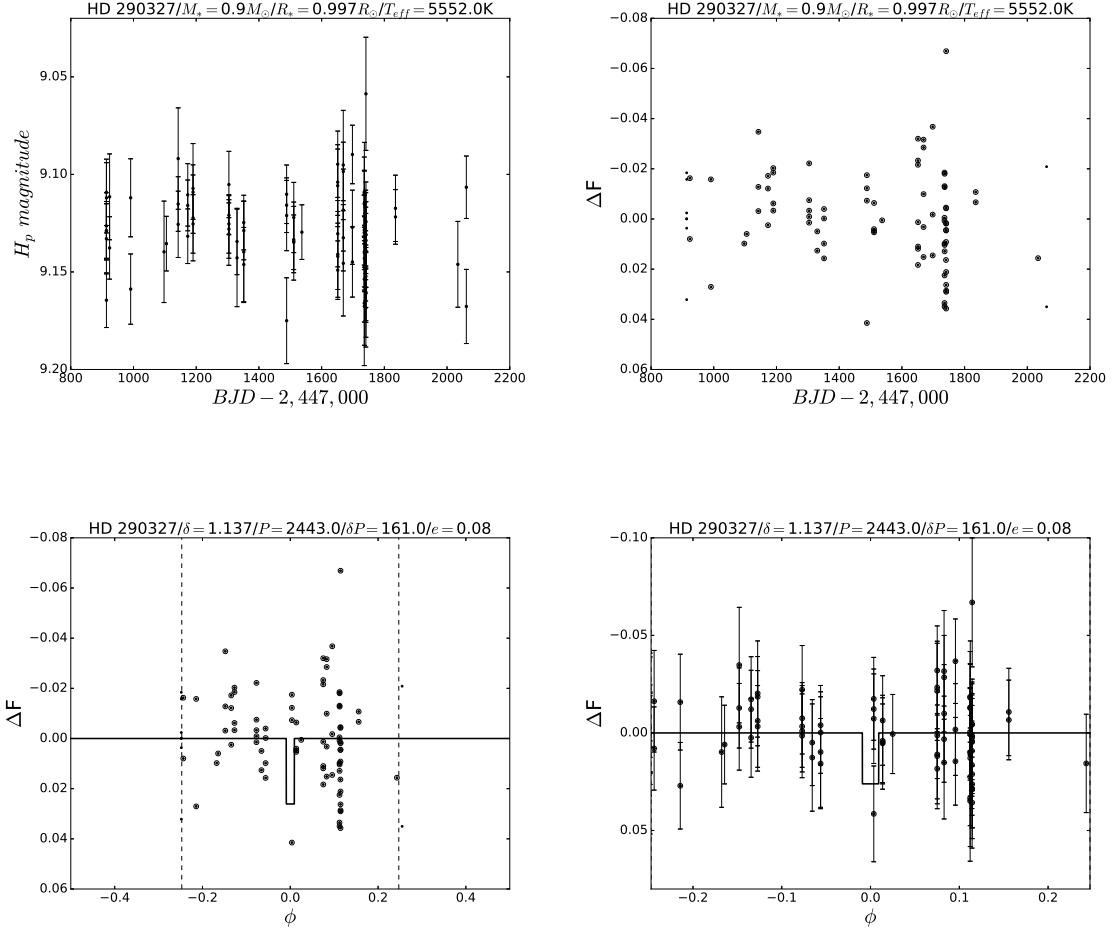 HD 290327/M∗ = 0.9M⊙/R∗ = 0.997R⊙/Teff = 5552.0K
9.05
9.10
9.15
9.20
Hp magnitude
800 1000 1200 1400 1600 1800 2000 2200
BJD − 2, 447, 000
HD 290327/M∗ = 0.9M⊙/R∗ = 0.997R⊙/Teff = 5552.0K
−0.08
−0.06
−0.04
−0.02
0.00
0.02
0.04
0.06
ΔF
800 1000 1200 1400 1600 1800 2000 2200
BJD − 2, 447, 000
HD 290327/δ = 1.137/P = 2443.0/δP = 161.0/e = 0.08
−0.08
−0.06
−0.04
−0.02
0.00
0.02
0.04
0.06
ΔF
−0.4 −0.2 0.0 0.2 0.4
ϕ
HD 290327/δ = 1.137/P = 2443.0/δP = 161.0/e = 0.08
−0.10
−0.05
0.00
0.05
ΔF
−0.2 −0.1 0.0 0.1 0.2
ϕ